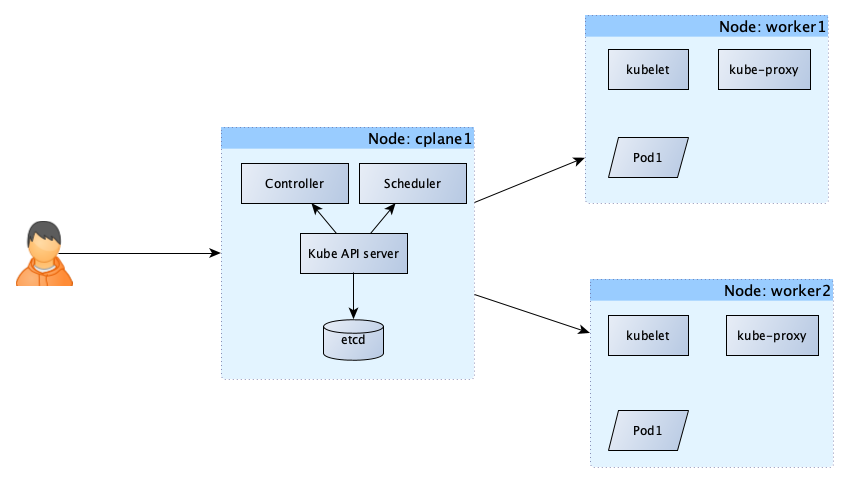 Node: worker1
kubelet
kube-proxy
Pod1
Node: cplane1
Controller
Scheduler
Kube API server
etcd
Node: worker2
kubelet
kube-proxy
Pod1